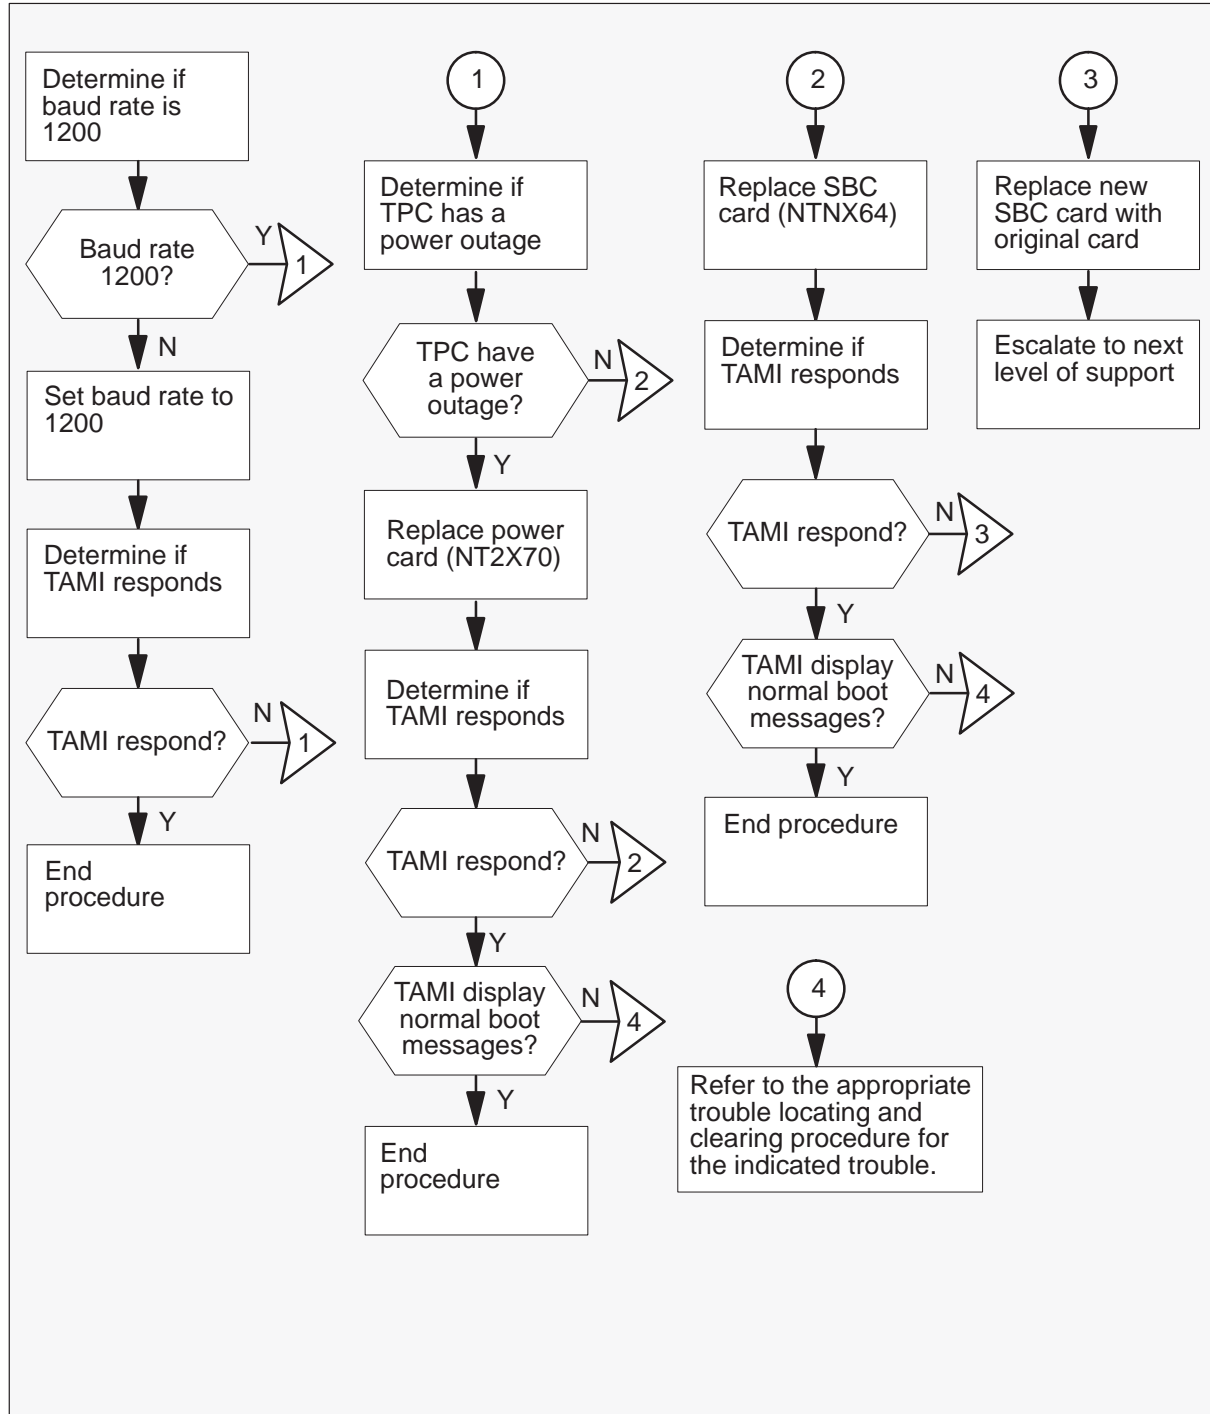 Determine if
baud rate is
1200
Baud rate
1200?
Y
1
N
Set baud rate to
1200
Determine if
TAMI responds
TAMI respond?
N
1
Y
End
procedure
1
Determine if
TPC has a
power outage
TPC have
a power
outage?
N
2
Y
Replace power
card (NT2X70)
Determine if
TAMI responds
TAMI respond?
N
2
Y
TAMI display
normal boot
messages?
N
4
Y
End
procedure
2
Replace SBC
card (NTNX64)
Determine if
TAMI responds
TAMI respond?
N
3
Y
TAMI display
normal boot
messages?
N
4
Y
End procedure
3
Replace new
SBC card with
original card
Escalate to next
level of support
4
Refer to the appropriate
trouble locating and
clearing procedure for
the indicated trouble.